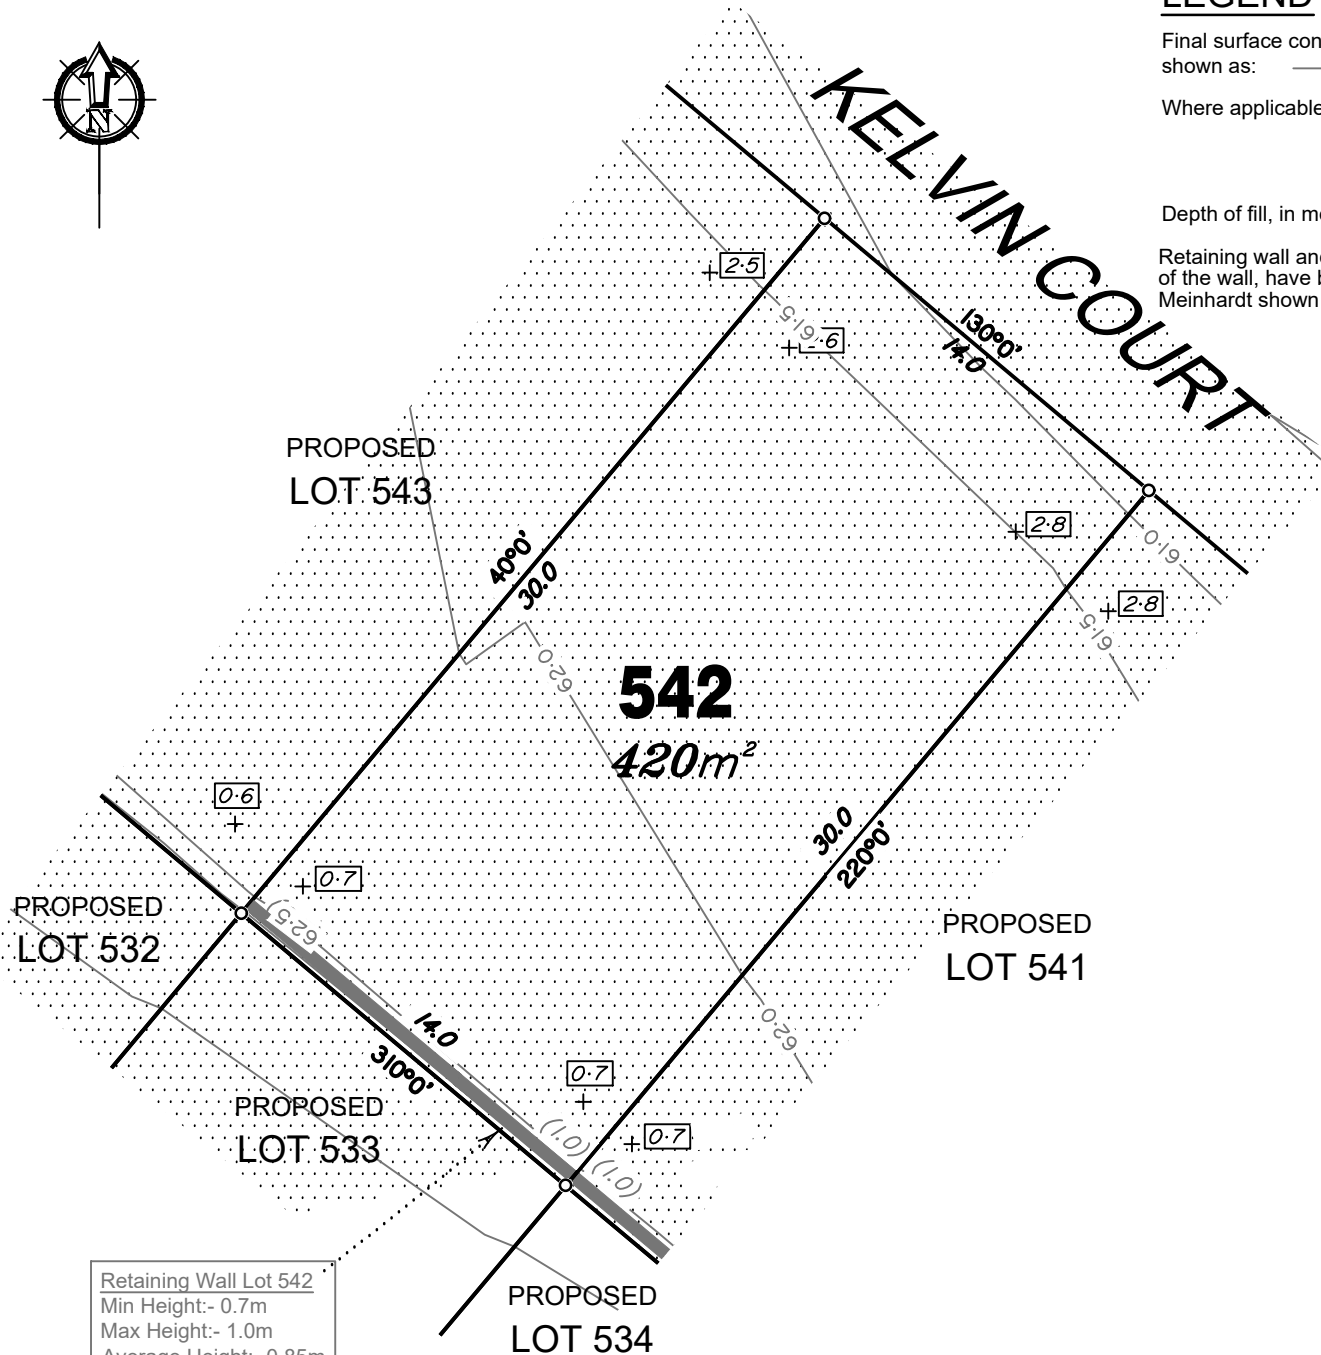 LEGEND
Final surface con
shown as:
Where applicable
Depth of fill, in m
Retaining wall an
of the wall, have
Meinhardt shown
N
KELVIN COURT
2·5
61·5
·6
130°0'
14.0
PROPOSED
LOT 543
40°0'
30.0
2·8
61·0
2·8
61·5
62·0
542
420m²
0·6
0·7
30.0
220°0'
PROPOSED
LOT 532
62·5)
PROPOSED
LOT 541
62·0
14.0
310°0'
0·7
PROPOSED
LOT 533
(0.1)
(0.1)
0·7
Retaining Wall Lot 542
Min Height:- 0.7m
Max Height:- 1.0m
Average Height:- 0.85m
PROPOSED
LOT 534